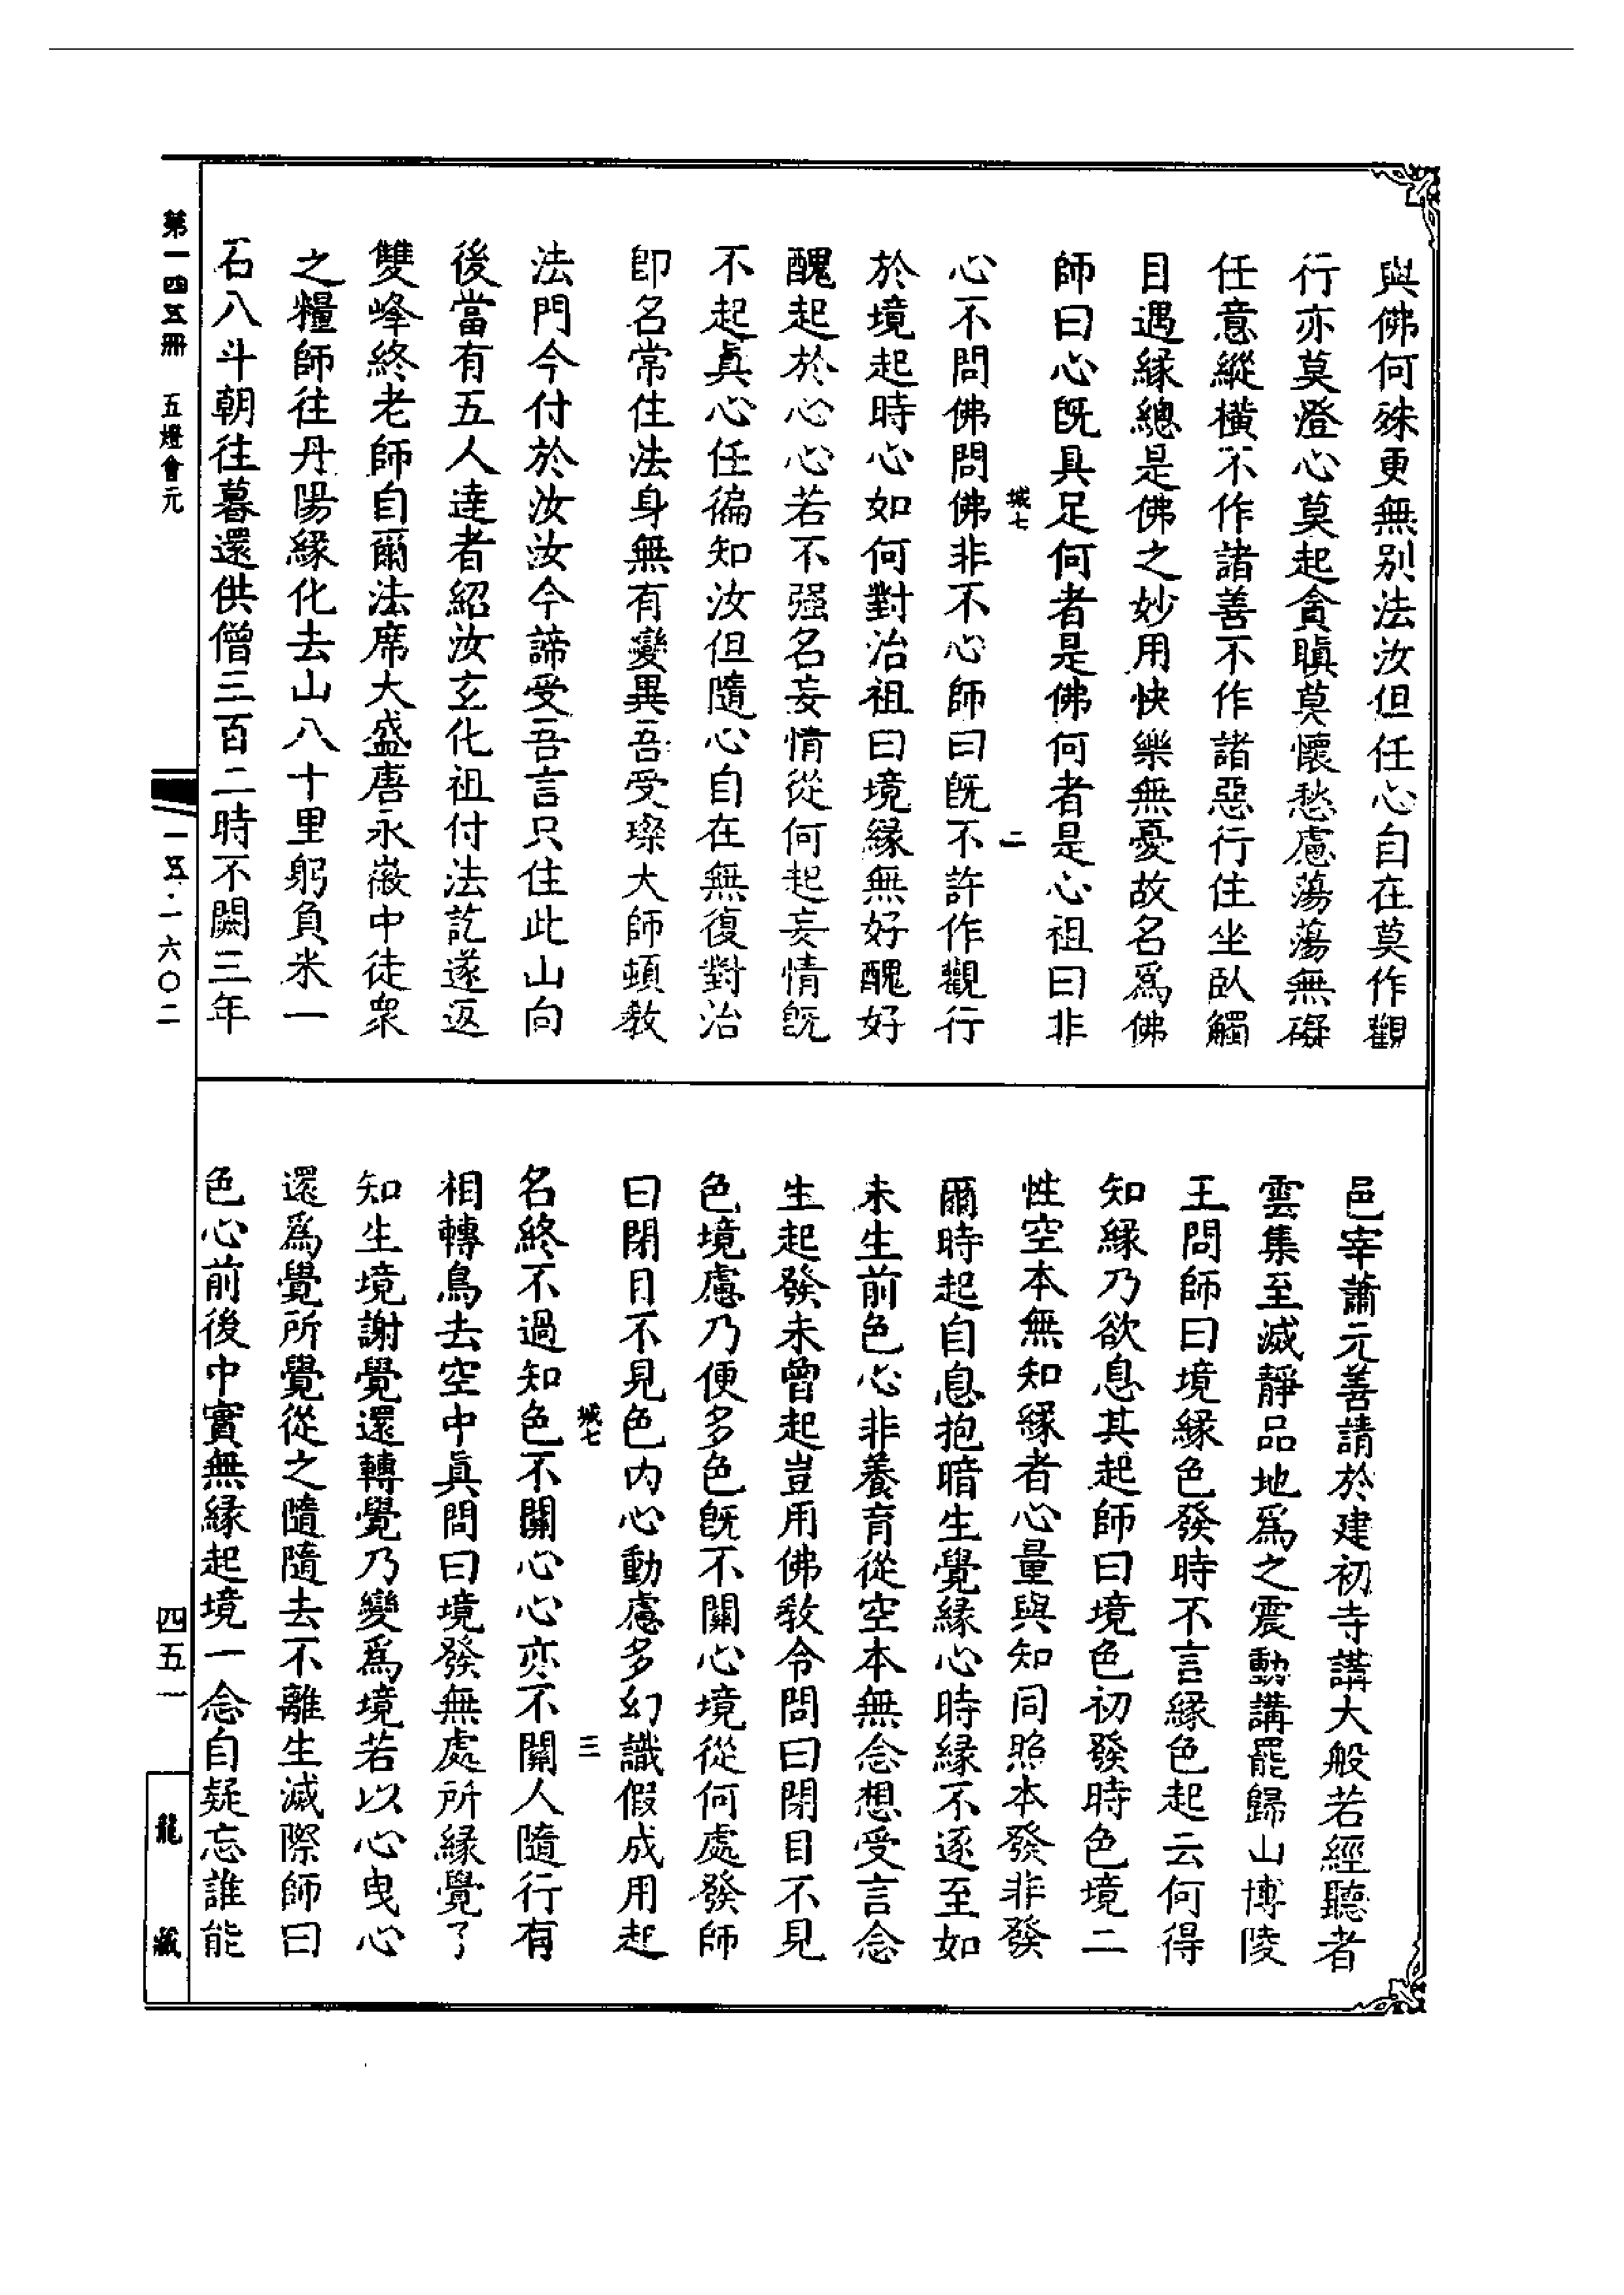 與佛何殊更無別法汝但任心自在莫作觀
行亦莫澄心莫起貪瞋莫懷愁慮蕩蕩無礙
任意縱橫不作諸善不作諸惡行住坐臥觸
目遇緣總是佛之妙用快樂無憂故名為佛
師曰心既具足何者是佛何者是心祖曰非
城七
二
心不問佛問佛非不心師曰既不許作觀行
於境起時心如何對治祖曰境緣無好醜好
醜起於心心若不强名妄情從何起妄情既
不起真心任徧知汝但隨心自在無復對治
即名常住法身無有變異吾受璨大師頓教
法門今付於汝汝今諦受吾言只住此山向
後當有五人達者紹汝玄化祖付法訖遂返
雙峰終老師自爾法席大盛唐永徽中徒眾
之糧師往丹陽緣化去山八十里躬負米一
石八斗朝往暮還供僧三百二時不闕三年
邑宰蕭元善請於建初寺講大般若經聽者
雲集至滅靜品地為之震動講罷歸山博陵
王問師曰境緣色發時不言緣色起云何得
知緣乃欲息其起師曰境色初發時色境二
性空本無知緣者心量與知同照本發非發
爾時起自息抱暗生覺緣心時緣不逐至如
未生前色心非養育從空本無念想受言念
生起發未曾起豈用佛教令問曰閉目不見
色境慮乃便多色既不關心境從何處發師
曰閉目不見色內心動慮多幻識假成用起
城七
三
名終不過知色不關心心亦不關人隨行有
相轉鳥去空中真問曰境發無處所緣覺了
知生境謝覺還轉覺乃變為境若以心曳心
還為覺所覺從之隨隨去不離生滅際師曰
色心前後中實無緣起境一念自疑忘誰能
第一四五冊　五燈會元
一五·一六〇二
四五一
龍藏